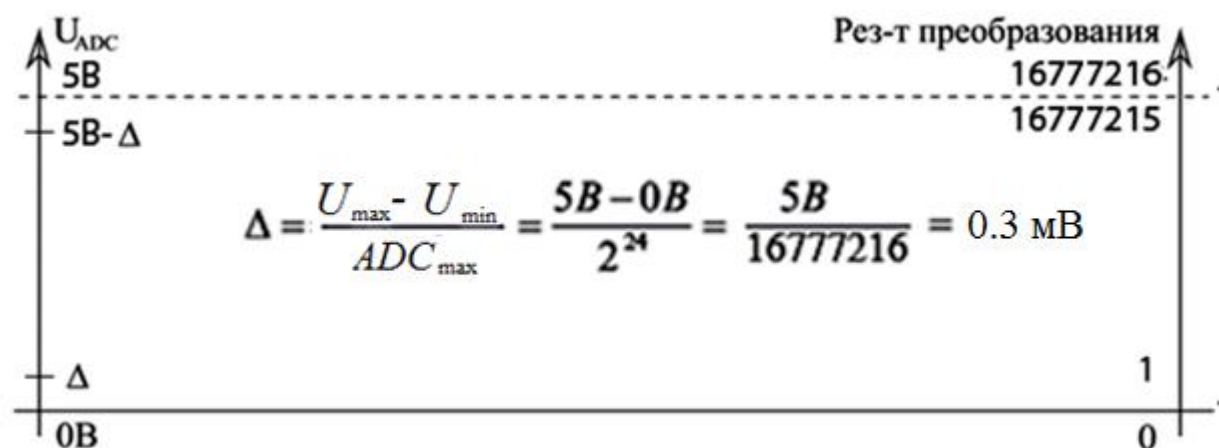 U_ADC Рез-т преобразования
5В 16777216
5В-Δ 16777215
Δ = (U_max - U_min) / ADC_max = (5В–0В) / 2^24 = 5В / 16777216 = 0.3 мВ
Δ 1
0В 0